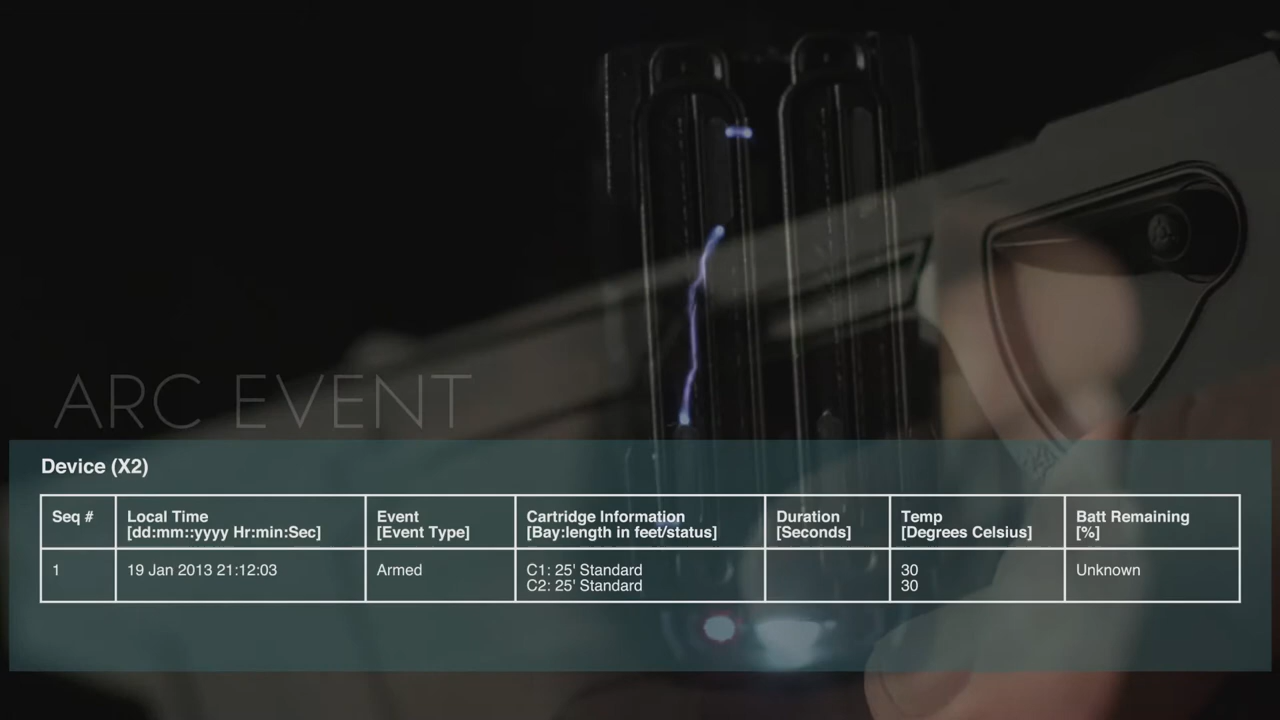 ARC EVENT
Device (X2)
Seq #
Local Time
[dd:mm::yyyy Hr:min:Sec]
Event
[Event Type]
Cartridge Information
[Bay:length in feet/status]
Duration
[Seconds]
Temp
[Degrees Celsius]
Batt Remaining
[%]
1
19 Jan 2013 21:12:03
Armed
C1: 25' Standard
C2: 25' Standard
30
30
Unknown